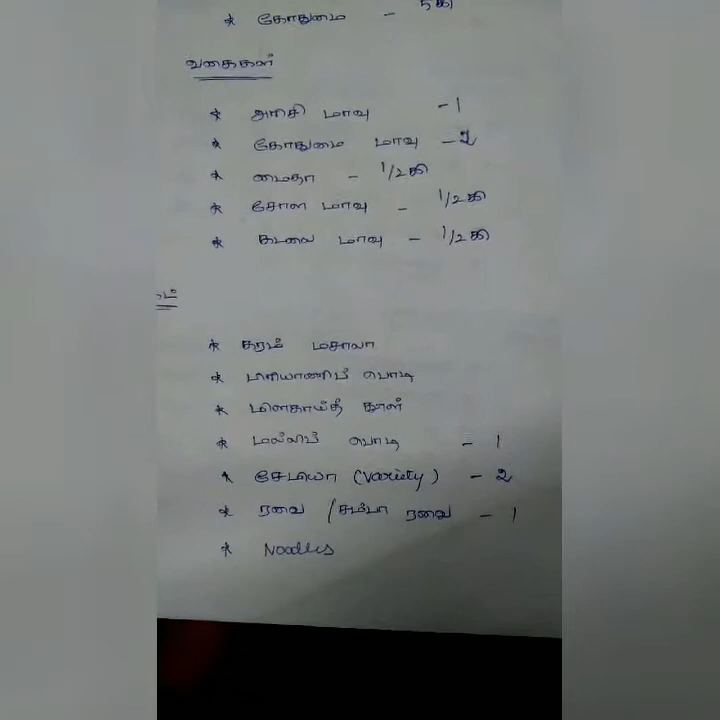 * கோதுமை - 5கி
வகைகள்
* அரிசி மாவு - 1
* கோதுமை மாவு - 2
* மைதா - 1/2கி
* சோள மாவு - 1/2கி
* கடலை மாவு - 1/2கி
* கரம் மசாலா
* பிரியாணிப் பொடி
* மிளகாய்த் தூள்
* மல்லிப் பொடி - 1
* சேமியா (Variety) - 2
* ரவை / சம்பா ரவை - 1
* Noodles